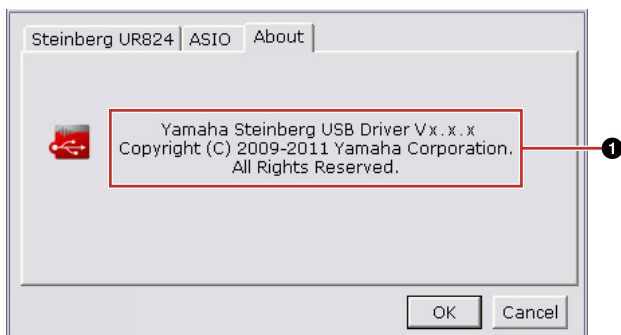 Steinberg UR824 ASIO About
Yamaha Steinberg USB Driver Vx.x.x
Copyright (C) 2009-2011 Yamaha Corporation.
All Rights Reserved.
1
OK Cancel